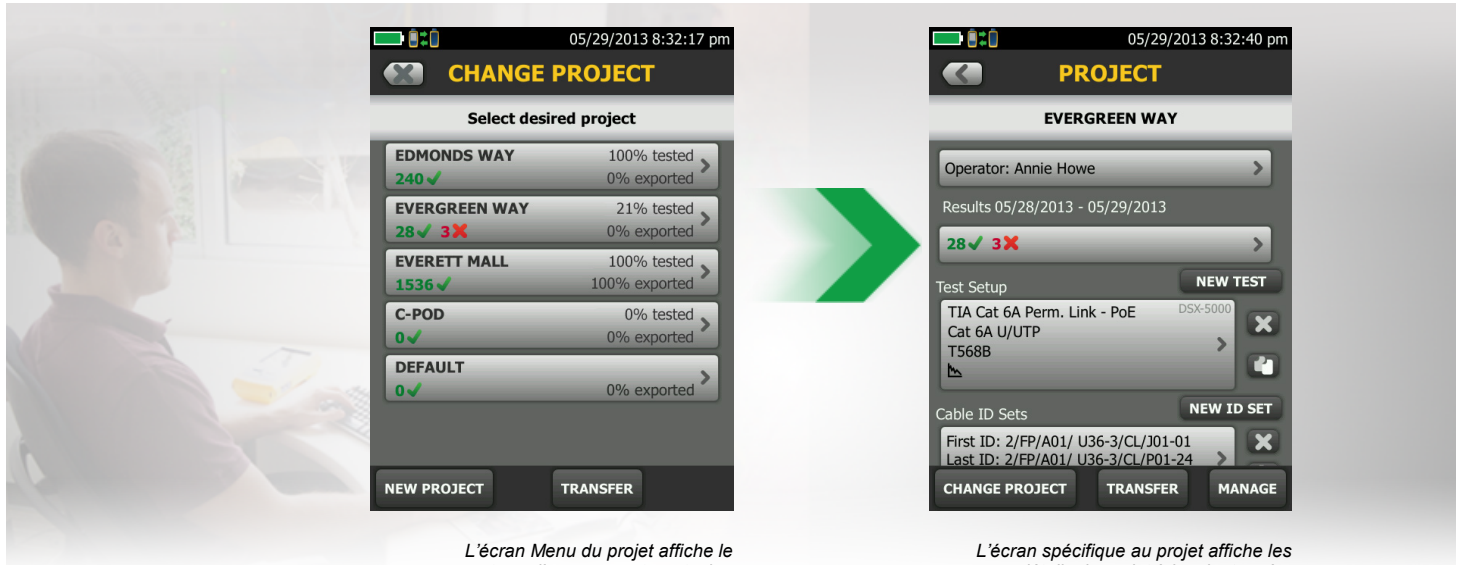 05/29/2013 8:32:17 pm
CHANGE PROJECT
Select desired project
EDMONDS WAY 100% tested
240 0% exported
EVERGREEN WAY 21% tested
28 3 0% exported
EVERETT MALL 100% tested
1536 100% exported
C-POD 0% tested
0 0% exported
DEFAULT
0 0% exported
NEW PROJECT TRANSFER
L'écran Menu du projet affiche le
05/29/2013 8:32:40 pm
PROJECT
EVERGREEN WAY
Operator: Annie Howe
Results 05/28/2013 - 05/29/2013
28 3
Test Setup NEW TEST
TIA Cat 6A Perm. Link - PoE DSX-5000
Cat 6A U/UTP
T568B
Cable ID Sets NEW ID SET
First ID: 2/FP/A01/ U36-3/CL/J01-01
Last ID: 2/FP/A01/ U36-3/CL/P01-24
CHANGE PROJECT TRANSFER MANAGE
L'écran spécifique au projet affiche les